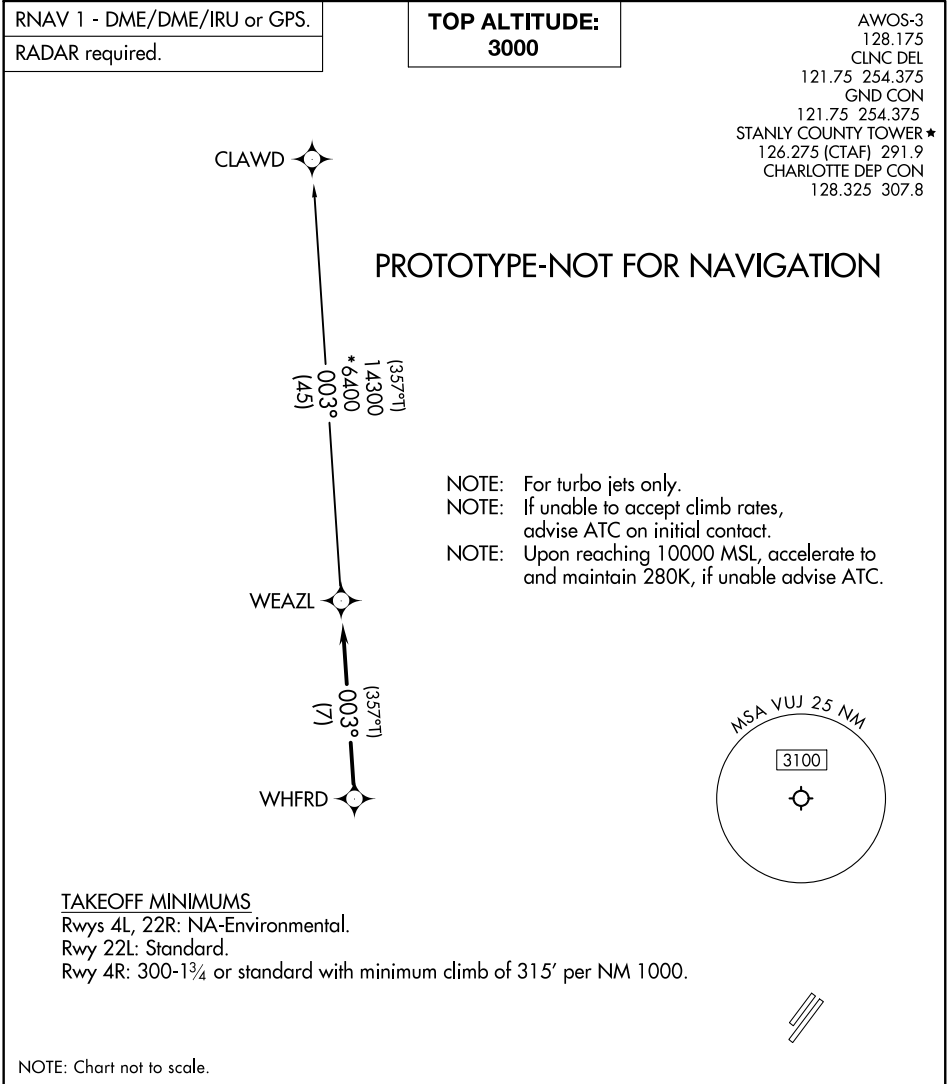 RNAV 1 - DME/DME/IRU or GPS.
RADAR required.
TOP ALTITUDE:
3000
AWOS-3
128.175
CLNC DEL
121.75 254.375
GND CON
121.75 254.375
STANLY COUNTY TOWER★
126.275 (CTAF) 291.9
CHARLOTTE DEP CON
128.325 307.8
CLAWD
PROTOTYPE-NOT FOR NAVIGATION
(357°T)
14300
*6400
003°
(45)
NOTE: For turbo jets only.
NOTE: If unable to accept climb rates,
advise ATC on initial contact.
NOTE: Upon reaching 10000 MSL, accelerate to
and maintain 280K, if unable advise ATC.
WEAZL
(357°T)
003°
(7)
WHFRD
MSA VUJ 25 NM
3100
TAKEOFF MINIMUMS
Rwys 4L, 22R: NA-Environmental.
Rwy 22L: Standard.
Rwy 4R: 300-1¾ or standard with minimum climb of 315' per NM 1000.
NOTE: Chart not to scale.